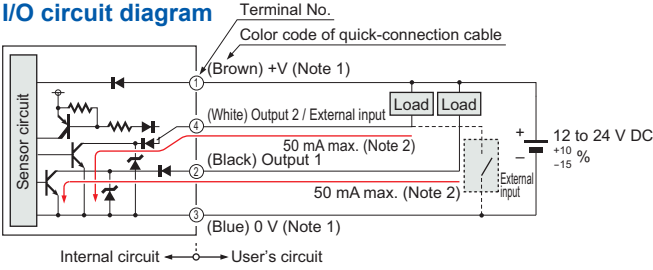 I/O circuit diagram
Terminal No.
Color code of quick-connection cable
Sensor circuit
1
(Brown) +V (Note 1)
Load
Load
4
(White) Output 2 / External input
50 mA max. (Note 2)
+
12 to 24 V DC
–
+10
–15 %
2
(Black) Output 1
External
input
50 mA max. (Note 2)
3
(Blue) 0 V (Note 1)
Internal circuit
User's circuit